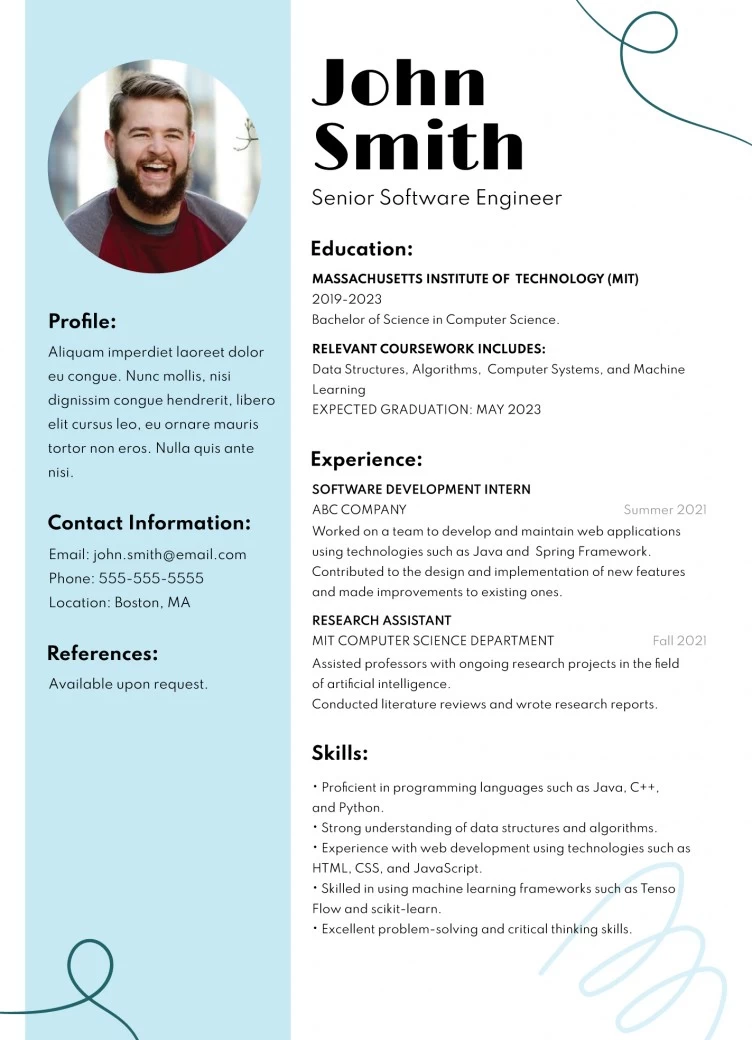 John
Smith
Senior Software Engineer
Profile:
Aliquam imperdiet laoreet dolor
eu congue. Nunc mollis, nisi
dignissim congue hendrerit, libero
elit cursus leo, eu ornare mauris
tortor non eros. Nulla quis ante
nisi.
Contact Information:
Email: john.smith@email.com
Phone: 555-555-5555
Location: Boston, MA
References:
Available upon request.
Education:
MASSACHUSETTS INSTITUTE OF TECHNOLOGY (MIT)
2019-2023
Bachelor of Science in Computer Science.
RELEVANT COURSEWORK INCLUDES:
Data Structures, Algorithms, Computer Systems, and Machine
Learning
EXPECTED GRADUATION: MAY 2023
Experience:
SOFTWARE DEVELOPMENT INTERN
ABC COMPANY Summer 2021
Worked on a team to develop and maintain web applications
using technologies such as Java and Spring Framework.
Contributed to the design and implementation of new features
and made improvements to existing ones.
RESEARCH ASSISTANT
MIT COMPUTER SCIENCE DEPARTMENT Fall 2021
Assisted professors with ongoing research projects in the field
of artificial intelligence.
Conducted literature reviews and wrote research reports.
Skills:
• Proficient in programming languages such as Java, C++,
and Python.
• Strong understanding of data structures and algorithms.
• Experience with web development using technologies such as
HTML, CSS, and JavaScript.
• Skilled in using machine learning frameworks such as Tenso
Flow and scikit-learn.
• Excellent problem-solving and critical thinking skills.